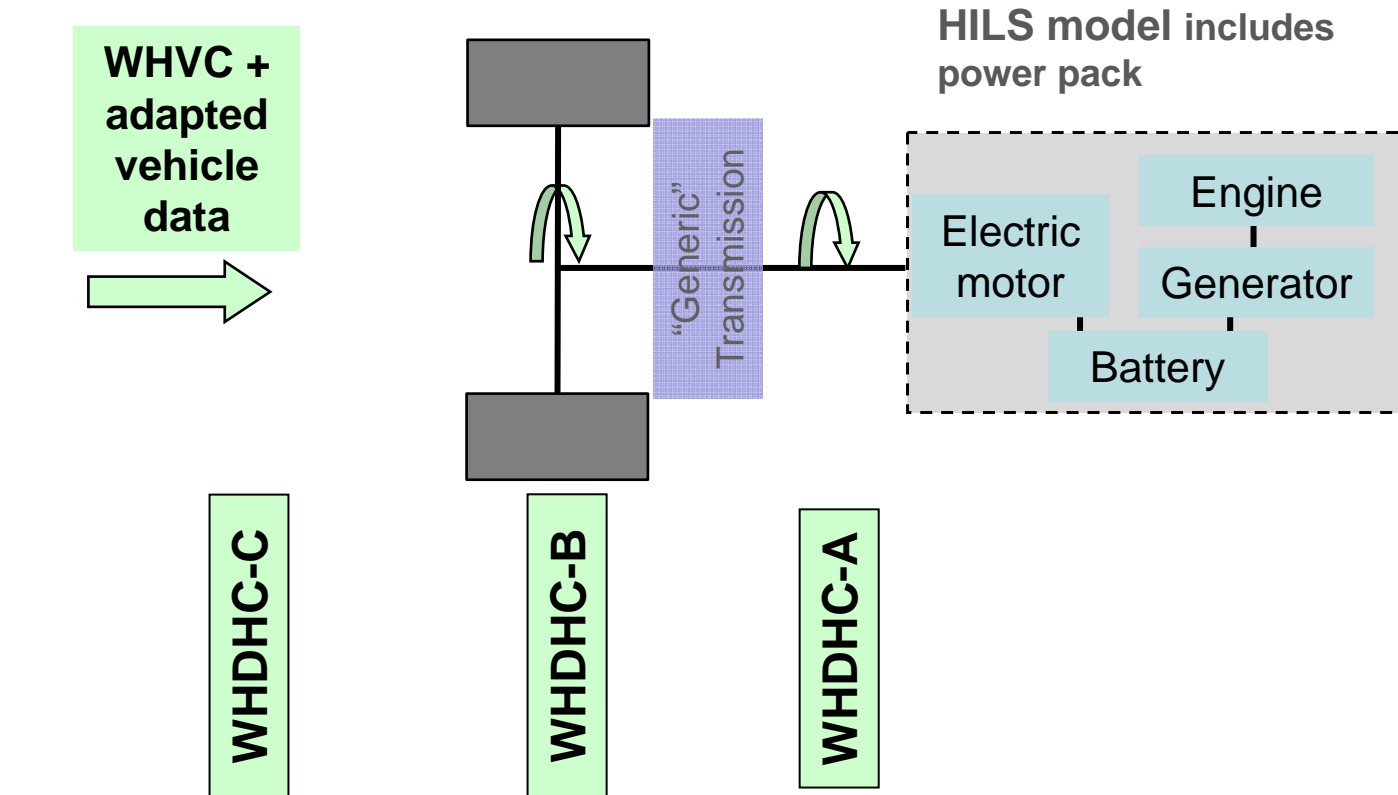 WHVC +
adapted
vehicle
data
HILS model includes
power pack
“Generic”
Transmission
Electric
motor
Engine
Generator
Battery
WHDHC-C
WHDHC-B
WHDHC-A